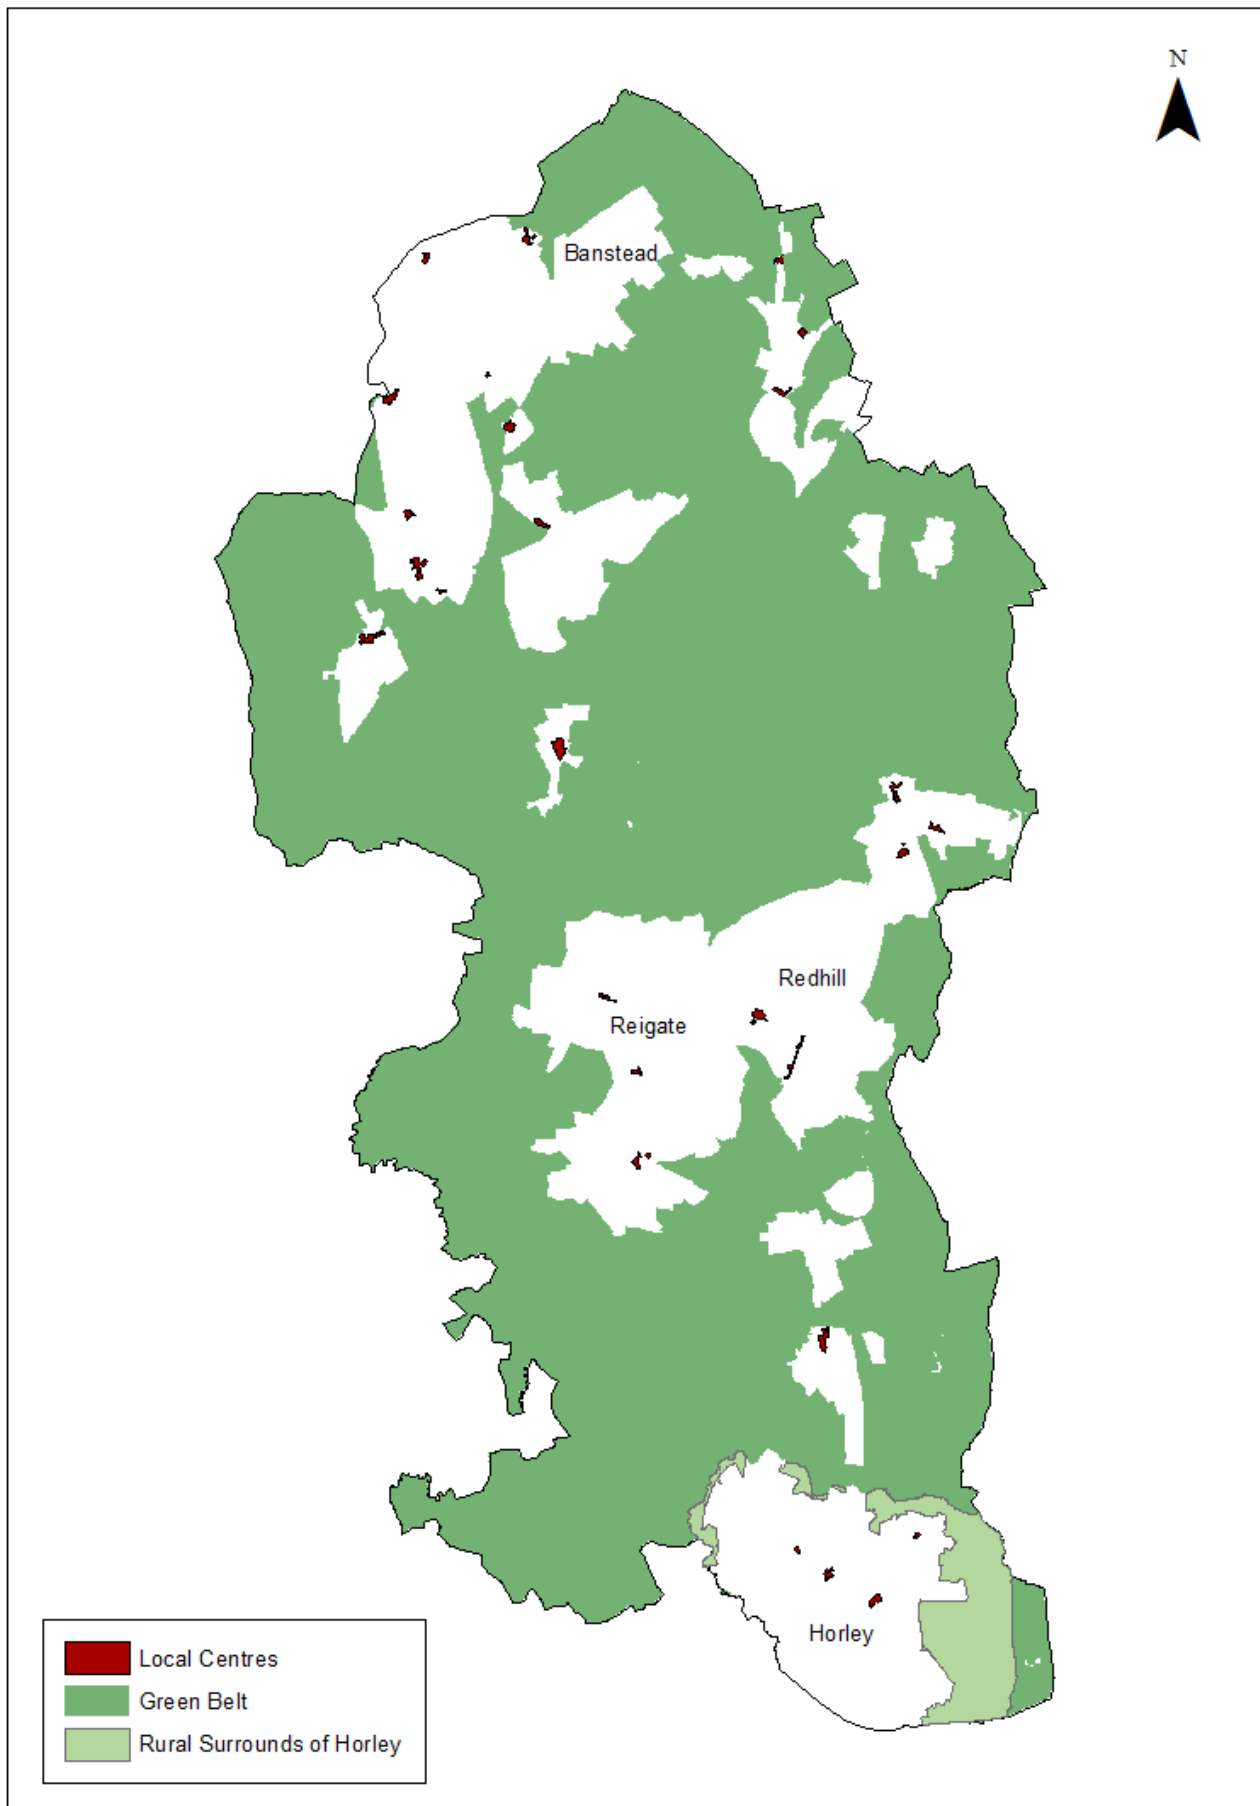 N
Banstead
Redhill
Reigate
Horley
Local Centres
Green Belt
Rural Surrounds of Horley